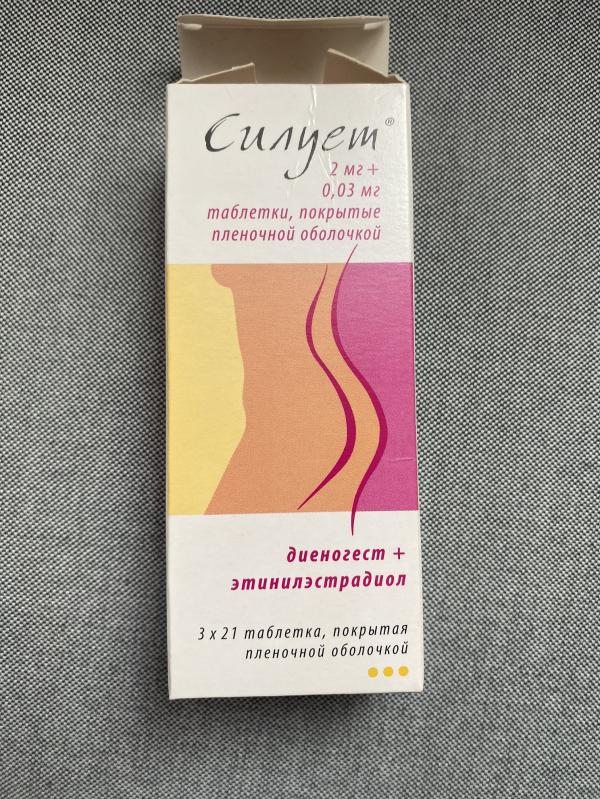 Силует®
2 мг +
0,03 мг
таблетки, покрытые
пленочной оболочкой
диеногест +
этинилэстрадиол
3 x 21 таблетка, покрытая
пленочной оболочкой